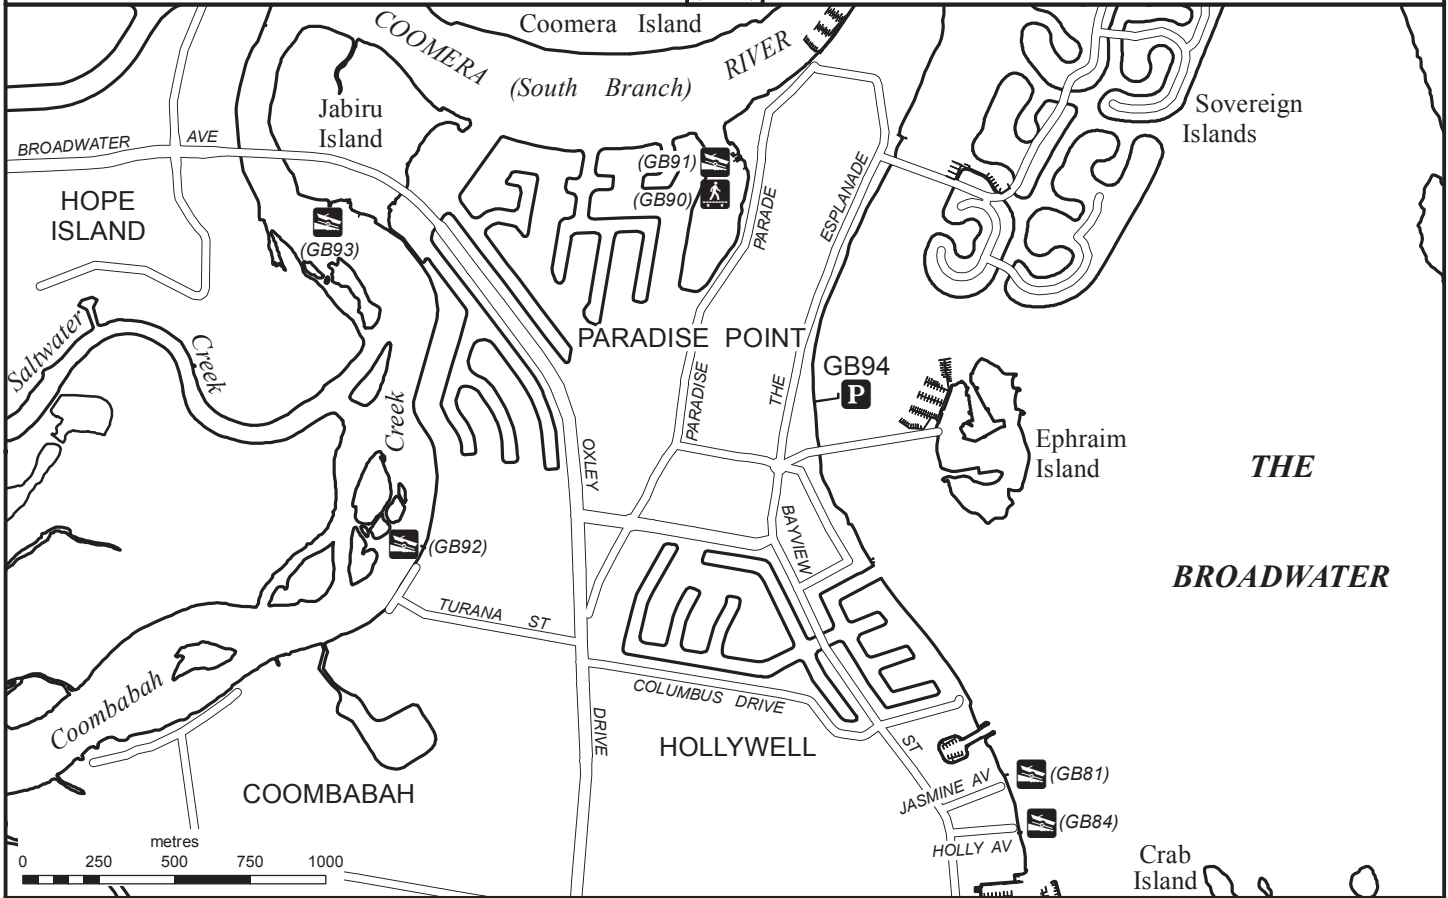 Coomera Island
COOMERA
RIVER
(South Branch)
Jabiru
Island
Sovereign
Islands
BROADWATER AVE
(GB91)
(GB90)
HOPE
ISLAND
(GB93)
PARADE
ESPLANADE
Saltwater
Creek
PARADISE POINT
GB94
P
PARADISE
THE
Creek
Ephraim
Island
THE
OXLEY
BAYVIEW
(GB92)
BROADWATER
TURANA ST
Coombabah
COLUMBUS DRIVE
DRIVE
HOLLYWELL
ST
(GB81)
JASMINE AV
COOMBABAH
(GB84)
HOLLY AV
metres
0 250 500 750 1000
Crab
Island